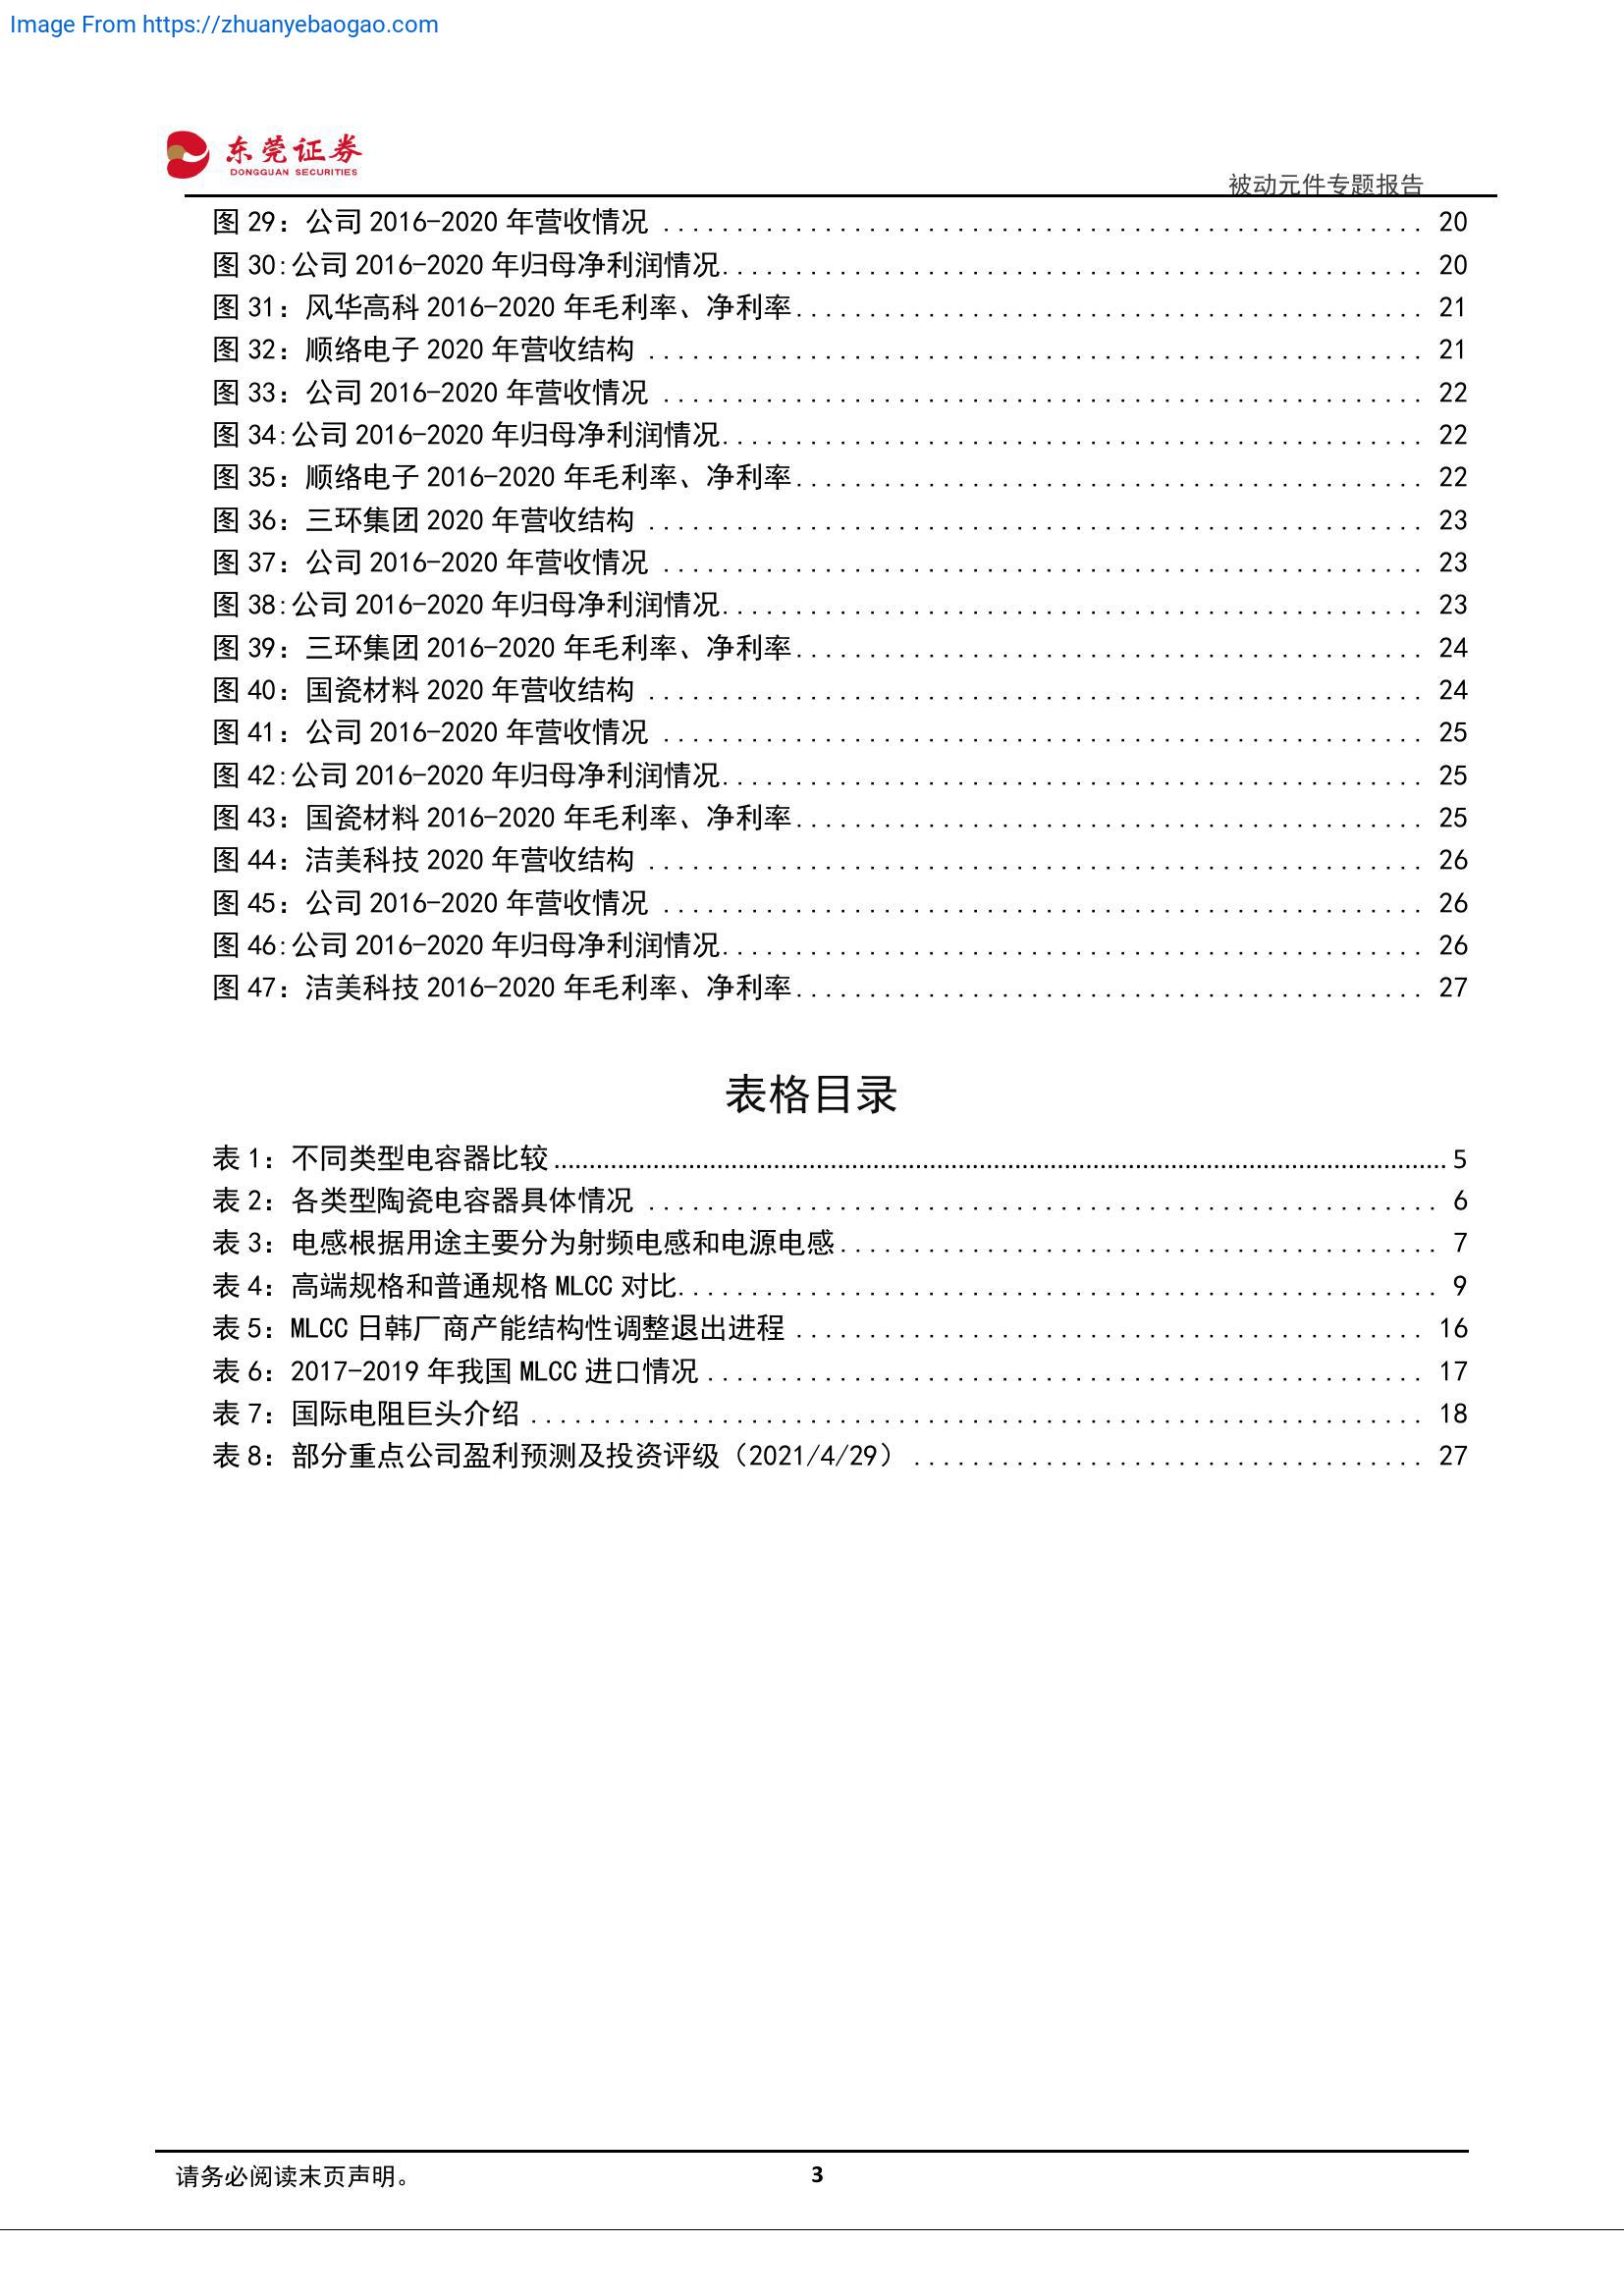 Image From https://zhuanyebaogao.com
东莞证券
DONGGUAN SECURITIES
被动元件专题报告
图 29：公司 2016-2020 年营收情况 .................................................... 20
图 30:公司 2016-2020 年归母净利润情况................................................ 20
图 31：风华高科 2016-2020 年毛利率、净利率........................................... 21
图 32：顺络电子 2020 年营收结构 ..................................................... 21
图 33：公司 2016-2020 年营收情况 .................................................... 22
图 34:公司 2016-2020 年归母净利润情况................................................ 22
图 35：顺络电子 2016-2020 年毛利率、净利率........................................... 22
图 36：三环集团 2020 年营收结构 ..................................................... 23
图 37：公司 2016-2020 年营收情况 .................................................... 23
图 38:公司 2016-2020 年归母净利润情况................................................ 23
图 39：三环集团 2016-2020 年毛利率、净利率........................................... 24
图 40：国瓷材料 2020 年营收结构 ..................................................... 24
图 41：公司 2016-2020 年营收情况 .................................................... 25
图 42:公司 2016-2020 年归母净利润情况................................................ 25
图 43：国瓷材料 2016-2020 年毛利率、净利率........................................... 25
图 44：洁美科技 2020 年营收结构 ..................................................... 26
图 45：公司 2016-2020 年营收情况 .................................................... 26
图 46:公司 2016-2020 年归母净利润情况................................................ 26
图 47：洁美科技 2016-2020 年毛利率、净利率........................................... 27
表格目录
表 1：不同类型电容器比较............................................................ 5
表 2：各类型陶瓷电容器具体情况 ...................................................... 6
表 3：电感根据用途主要分为射频电感和电源电感......................................... 7
表 4：高端规格和普通规格 MLCC 对比.................................................... 9
表 5：MLCC 日韩厂商产能结构性调整退出进程 ........................................... 16
表 6：2017-2019 年我国 MLCC 进口情况 ................................................. 17
表 7：国际电阻巨头介绍 ............................................................. 18
表 8：部分重点公司盈利预测及投资评级（2021/4/29） ................................... 27
请务必阅读末页声明。
3